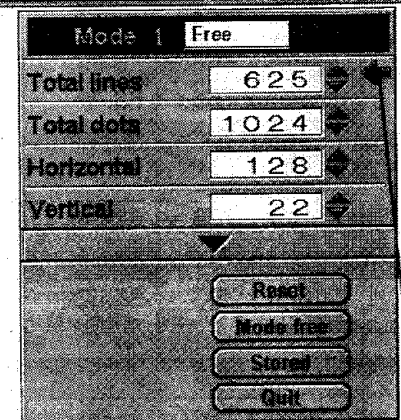 Mode 1 Free
Total lines 625
Total dots 1024
Horizontal 128
Vertical 22
Reset
Mode free
Stored
Quit